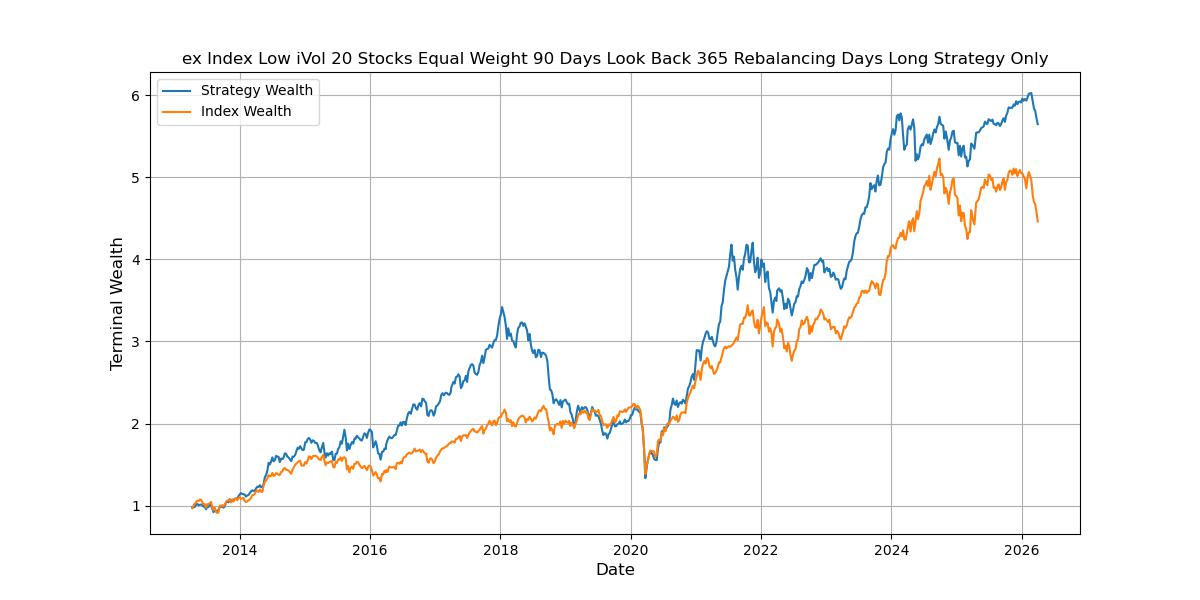 ex Index Low iVol 20 Stocks Equal Weight 90 Days Look Back 365 Rebalancing Days Long Strategy Only
Strategy Wealth
Index Wealth
Terminal Wealth
6
5
4
3
2
1
2014 2016 2018 2020 2022 2024 2026
Date